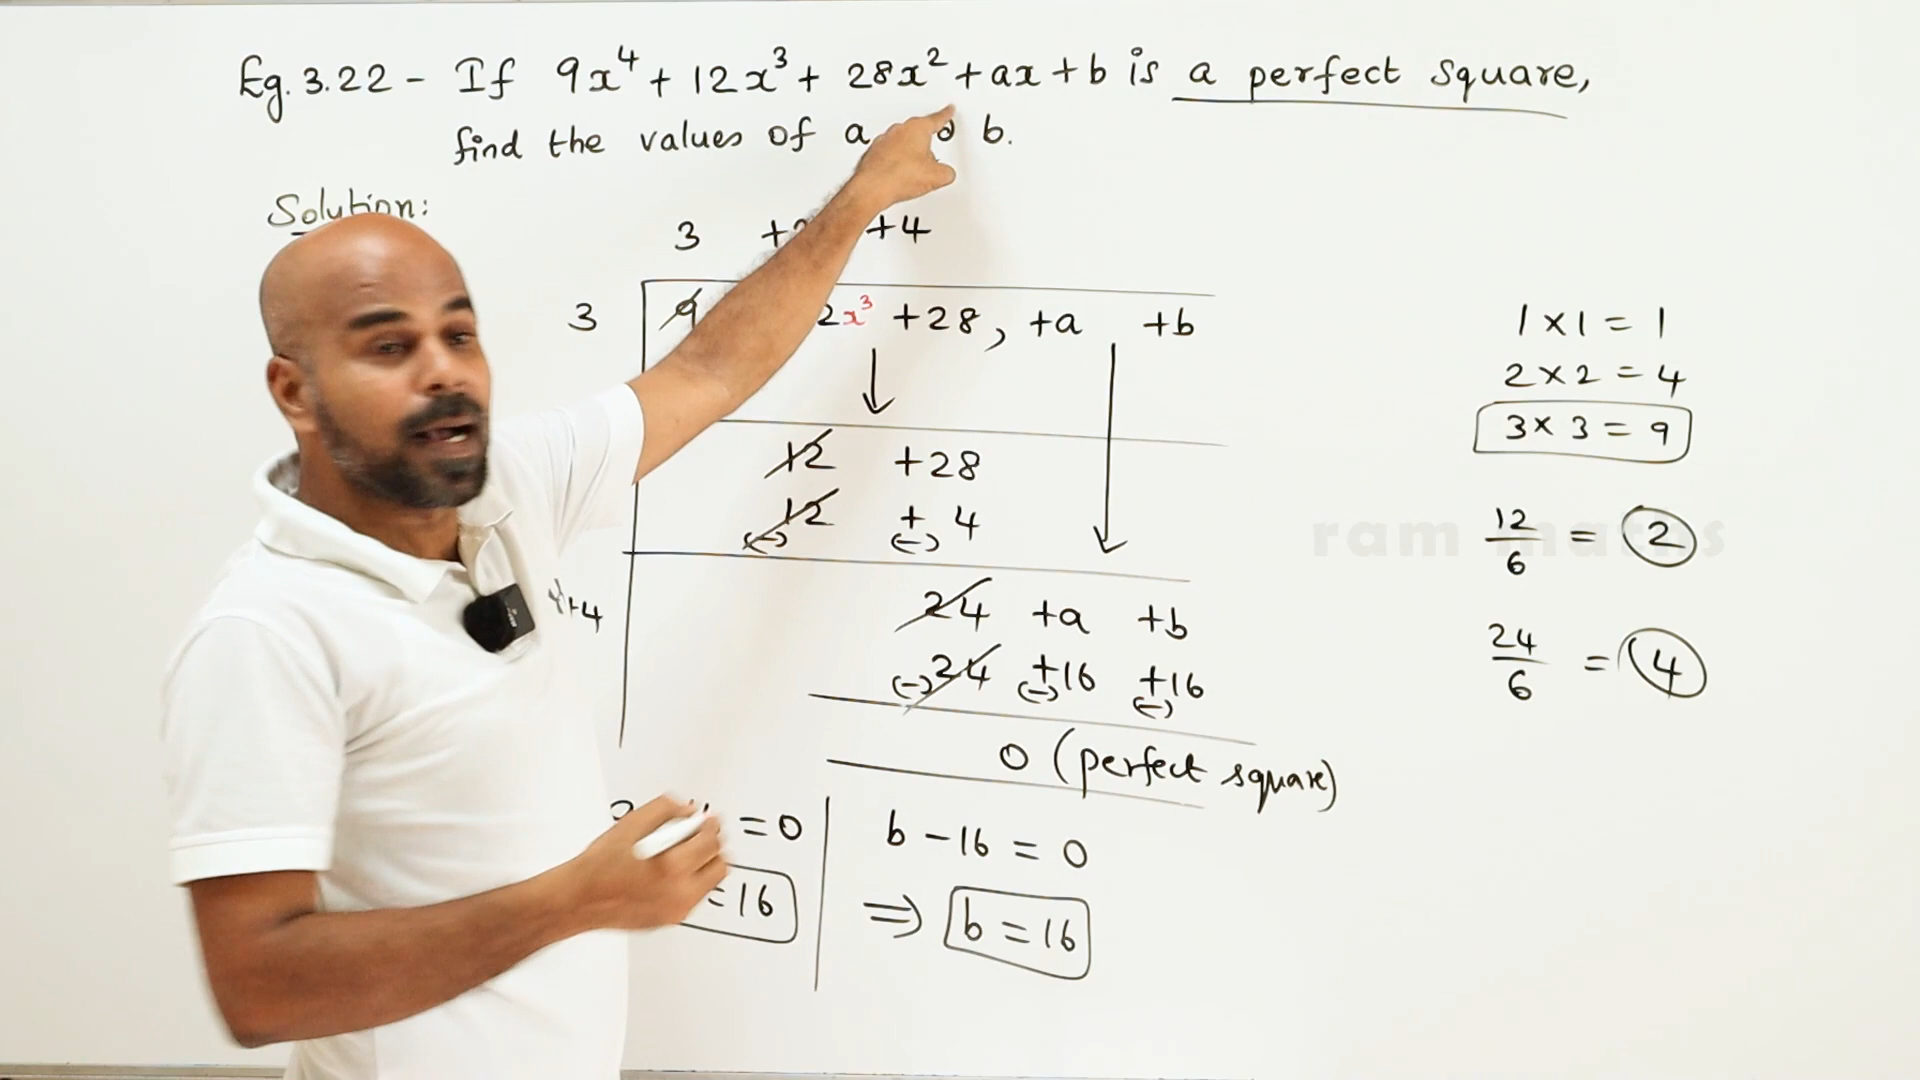 Eg. 3.22 - If 9x⁴ + 12x³ + 28x² + ax + b is a perfect square,
find the values of a b.
Solution:
3 + +4
3 9 2x³ +28, +a +b
12 +28
12 + 4
(-) (-)
+4 24 +a +b
(-) 24 +16 +16
(-) (-)
0 (perfect square)
= 0 b - 16 = 0
= 16 ⇒ b = 16
1 × 1 = 1
2 × 2 = 4
3 × 3 = 9
12/6 = 2
24/6 = 4
ram maths